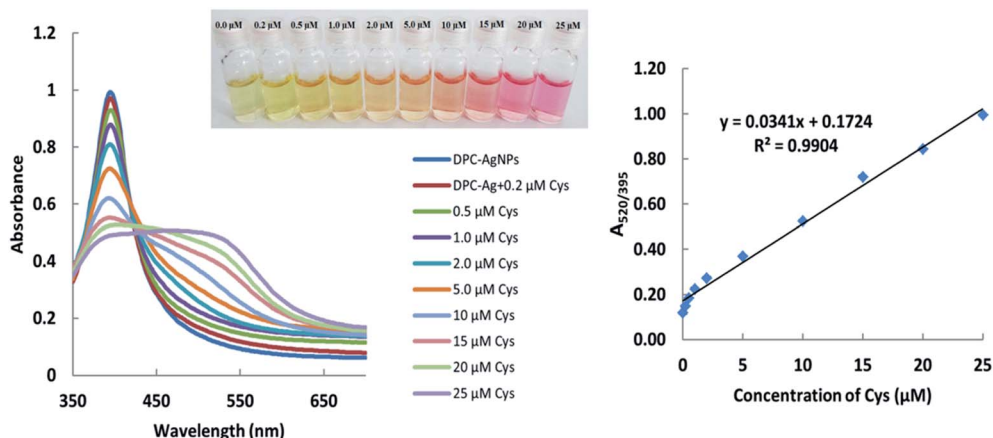 0.0 µM 0.2 µM 0.5 µM 1.0 µM 2.0 µM 5.0 µM 10 µM 15 µM 20 µM 25 µM
1.2
1
0.8
0.6
0.4
0.2
0
Absorbance
350 450 550 650
Wavelength (nm)
DPC-AgNPs
DPC-Ag+0.2 µM Cys
0.5 µM Cys
1.0 µM Cys
2.0 µM Cys
5.0 µM Cys
10 µM Cys
15 µM Cys
20 µM Cys
25 µM Cys
1.20
1.00
0.80
0.60
0.40
0.20
0.00
A520/395
y = 0.0341x + 0.1724
R² = 0.9904
0 5 10 15 20 25
Concentration of Cys (µM)